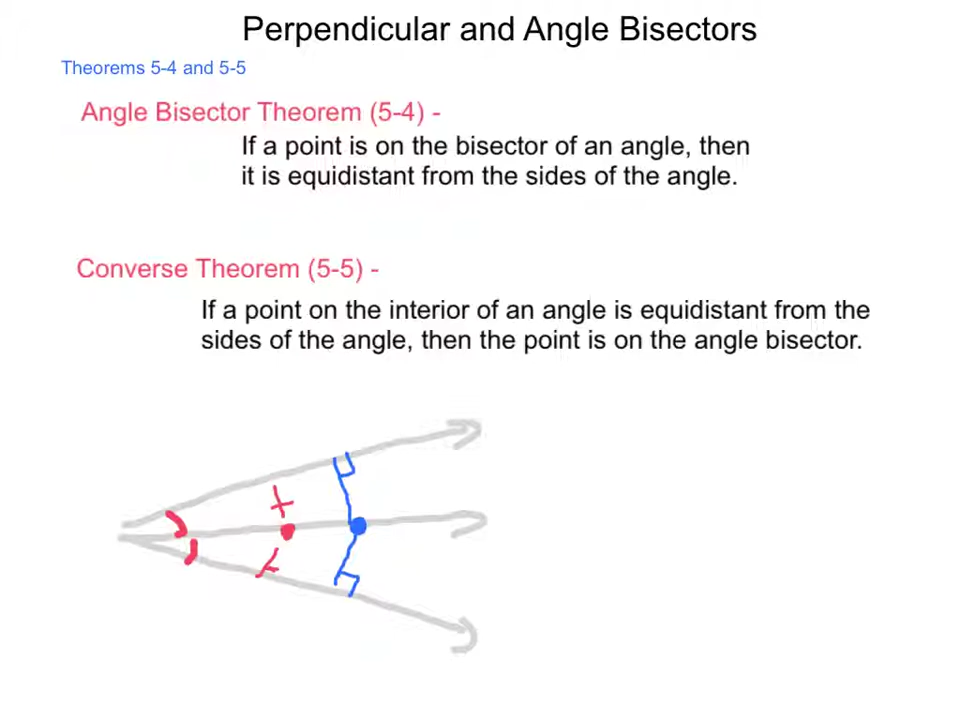 Perpendicular and Angle Bisectors
Theorems 5-4 and 5-5
Angle Bisector Theorem (5-4) -
If a point is on the bisector of an angle, then
it is equidistant from the sides of the angle.
Converse Theorem (5-5) -
If a point on the interior of an angle is equidistant from the
sides of the angle, then the point is on the angle bisector.